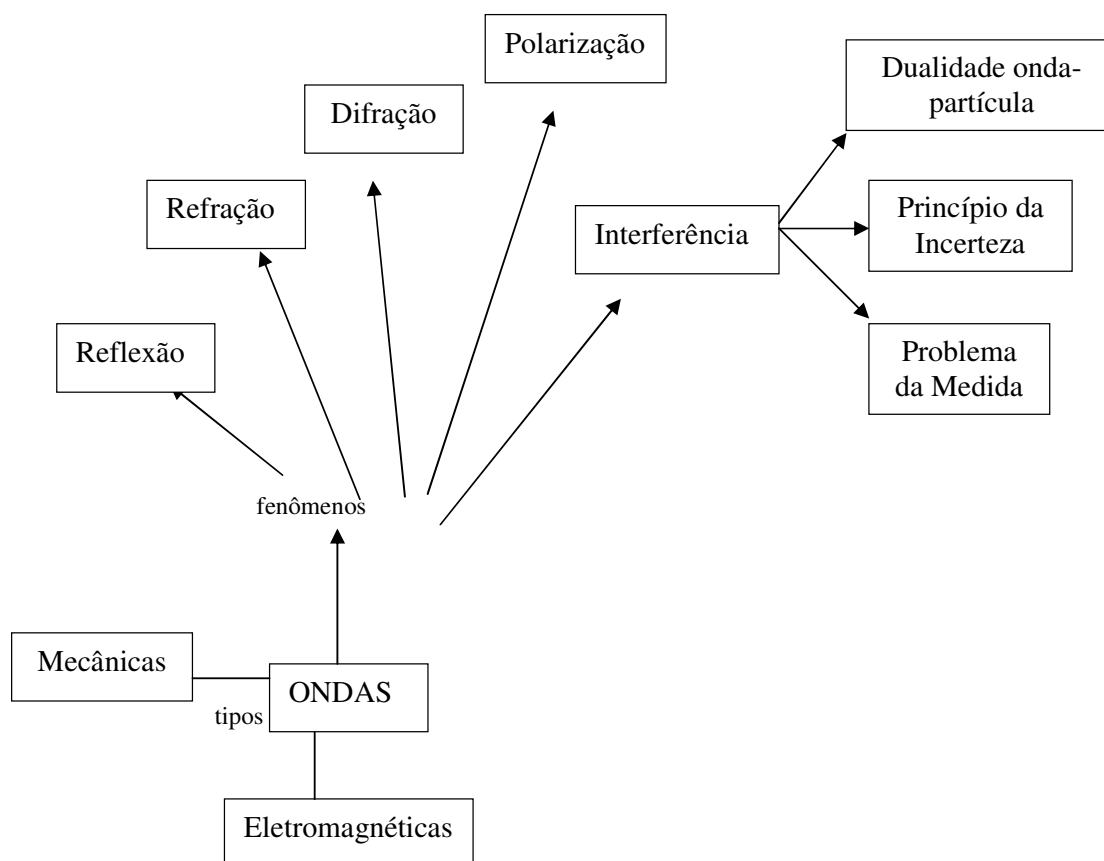 Polarização
Dualidade onda-
partícula
Difração
Refração
Princípio da
Incerteza
Interferência
Reflexão
Problema
da Medida
fenômenos
Mecânicas
ONDAS
tipos
Eletromagnéticas